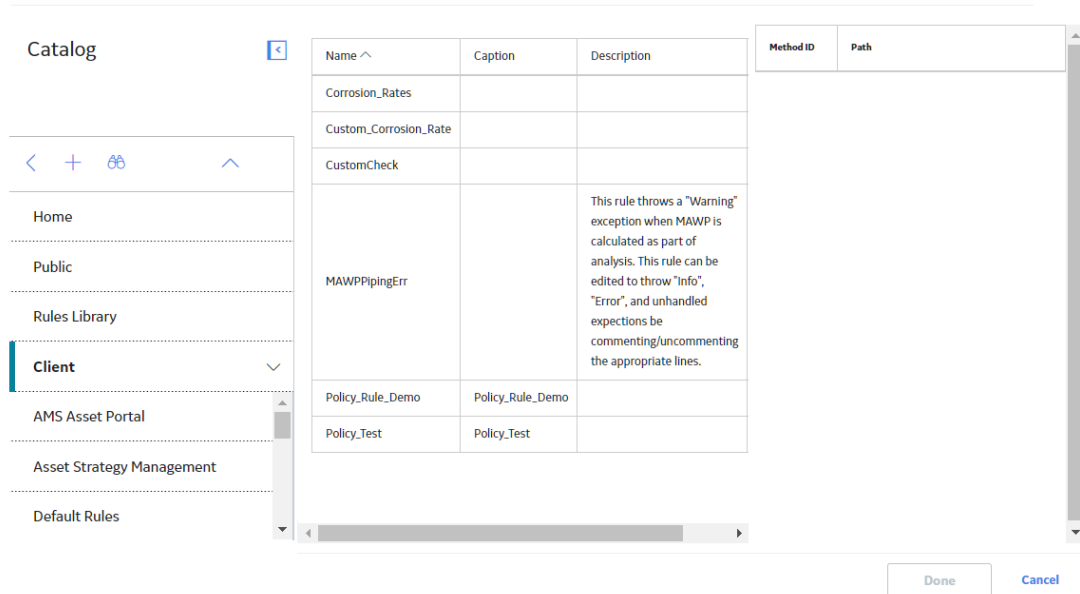 Catalog
Home
Public
Rules Library
Client
AMS Asset Portal
Asset Strategy Management
Default Rules
Name Caption Description
Corrosion_Rates
Custom_Corrosion_Rate
CustomCheck
MAWPPipingErr
This rule throws a "Warning"
exception when MAWP is
calculated as part of
analysis. This rule can be
edited to throw "Info",
"Error", and unhandled
expections be
commenting/uncommenting
the appropriate lines.
Policy_Rule_Demo Policy_Rule_Demo
Policy_Test Policy_Test
Method ID Path
Done Cancel